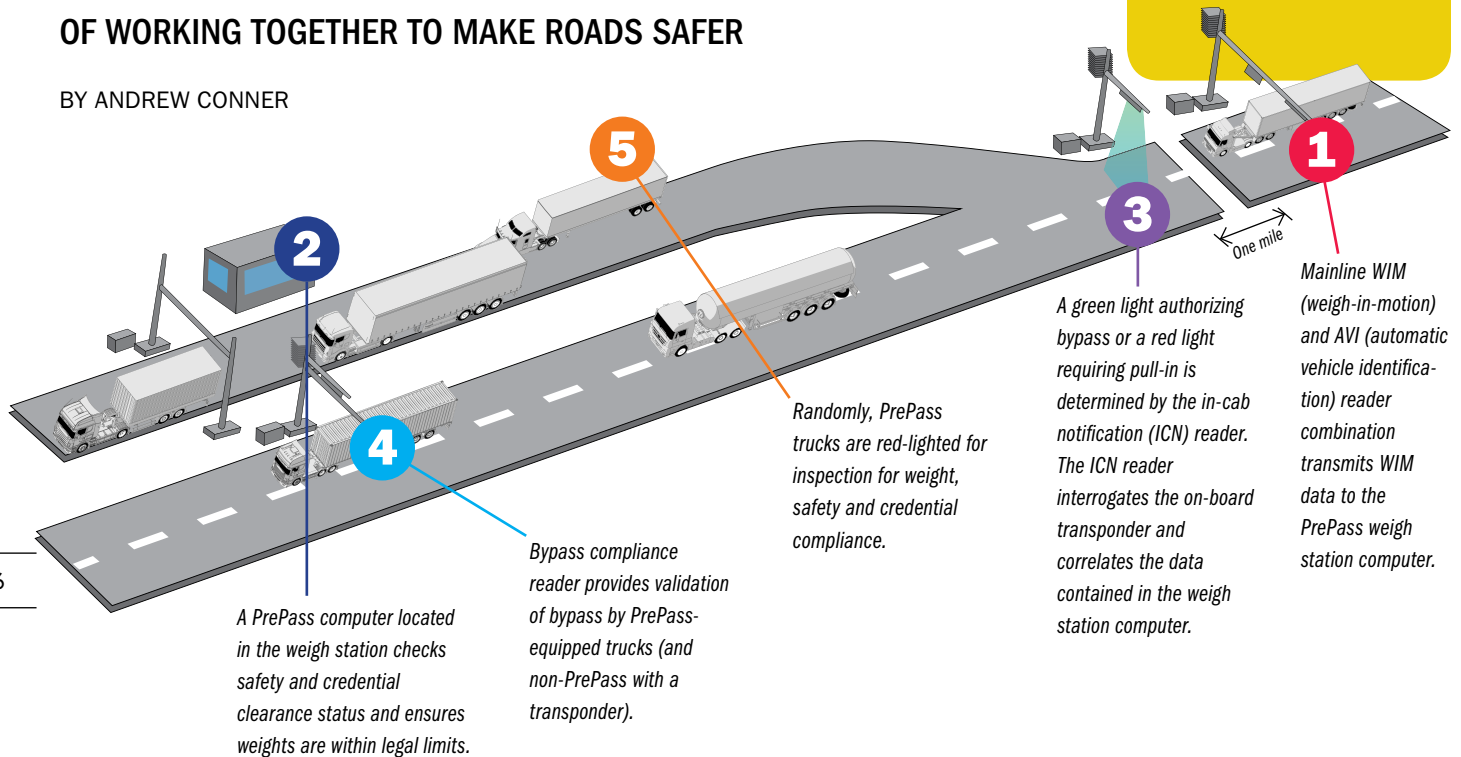 OF WORKING TOGETHER TO MAKE ROADS SAFER
BY ANDREW CONNER
1
Mainline WIM
(weigh-in-motion)
and AVI (automatic
vehicle identifica-
tion) reader
combination
transmits WIM
data to the
PrePass weigh
station computer.
One mile
2
A PrePass computer located
in the weigh station checks
safety and credential
clearance status and ensures
weights are within legal limits.
3
A green light authorizing
bypass or a red light
requiring pull-in is
determined by the in-cab
notification (ICN) reader.
The ICN reader
interrogates the on-board
transponder and
correlates the data
contained in the weigh
station computer.
4
Bypass compliance
reader provides validation
of bypass by PrePass-
equipped trucks (and
non-PrePass with a
transponder).
5
Randomly, PrePass
trucks are red-lighted for
inspection for weight,
safety and credential
compliance.